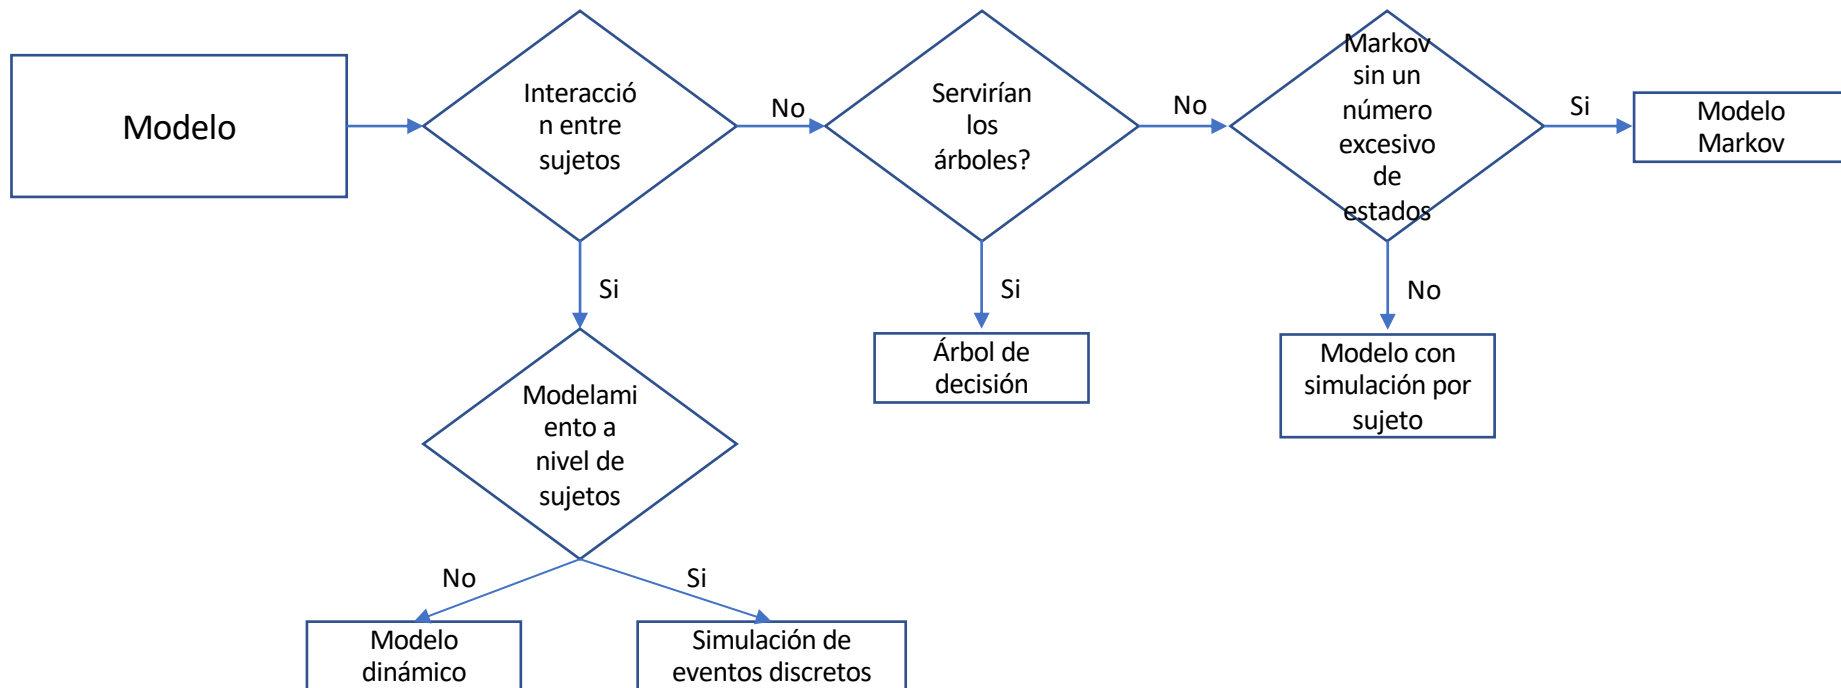 Modelo
Interacció
n entre
sujetos
No
Servirían
los
árboles?
No
Markov
sin un
número
excesivo
de
estados
Si
Modelo
Markov
Si
Si
No
Modelami
ento a
nivel de
sujetos
Árbol de
decisión
Modelo con
simulación por
sujeto
No
Si
Modelo
dinámico
Simulación de
eventos discretos